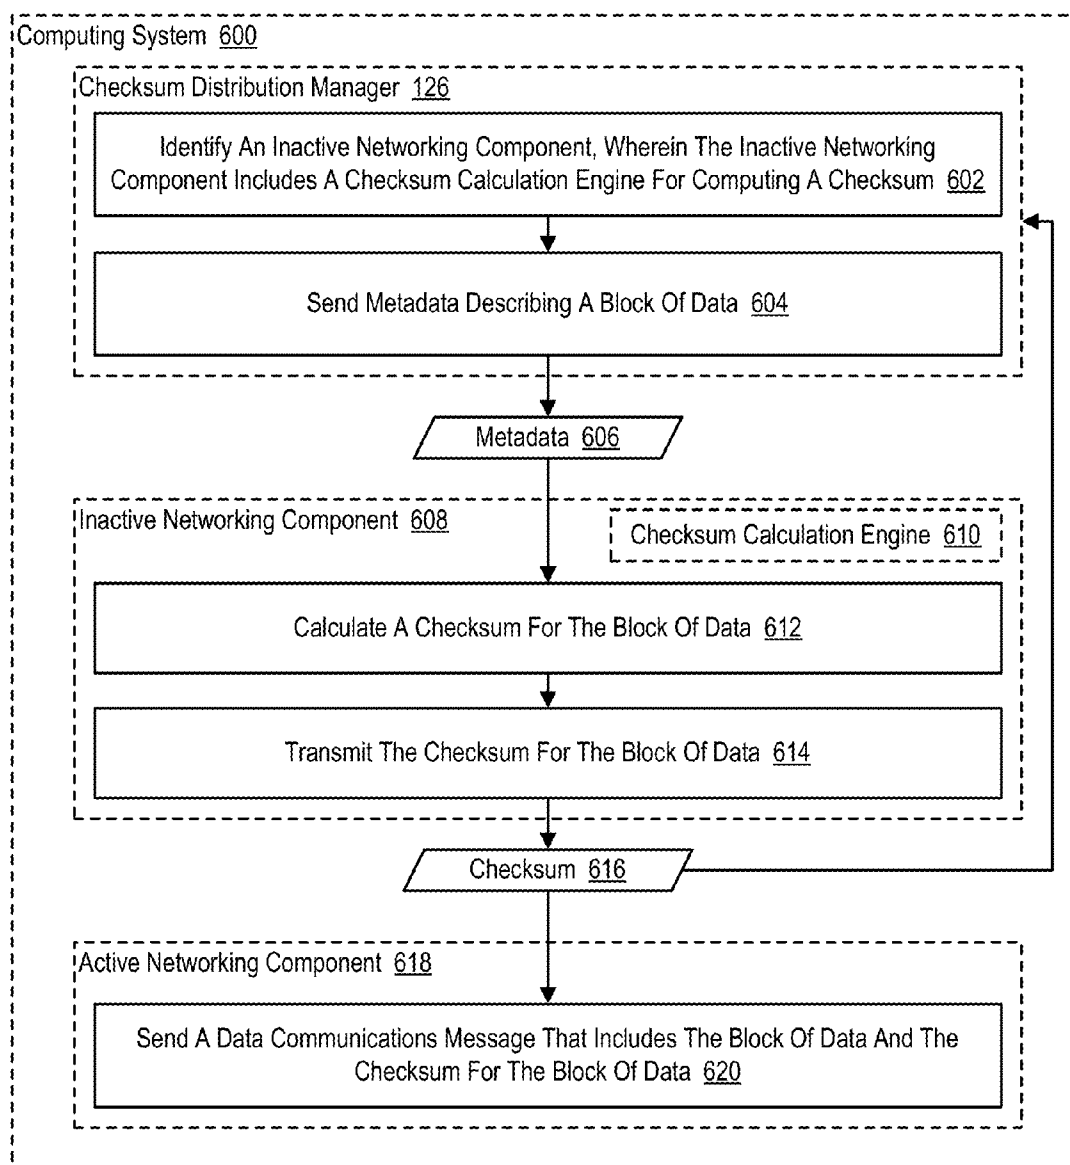 Computing System 600
Checksum Distribution Manager 126
Identify An Inactive Networking Component, Wherein The Inactive Networking
Component Includes A Checksum Calculation Engine For Computing A Checksum 602
Send Metadata Describing A Block Of Data 604
Metadata 606
Inactive Networking Component 608
Checksum Calculation Engine 610
Calculate A Checksum For The Block Of Data 612
Transmit The Checksum For The Block Of Data 614
Checksum 616
Active Networking Component 618
Send A Data Communications Message That Includes The Block Of Data And The
Checksum For The Block Of Data 620